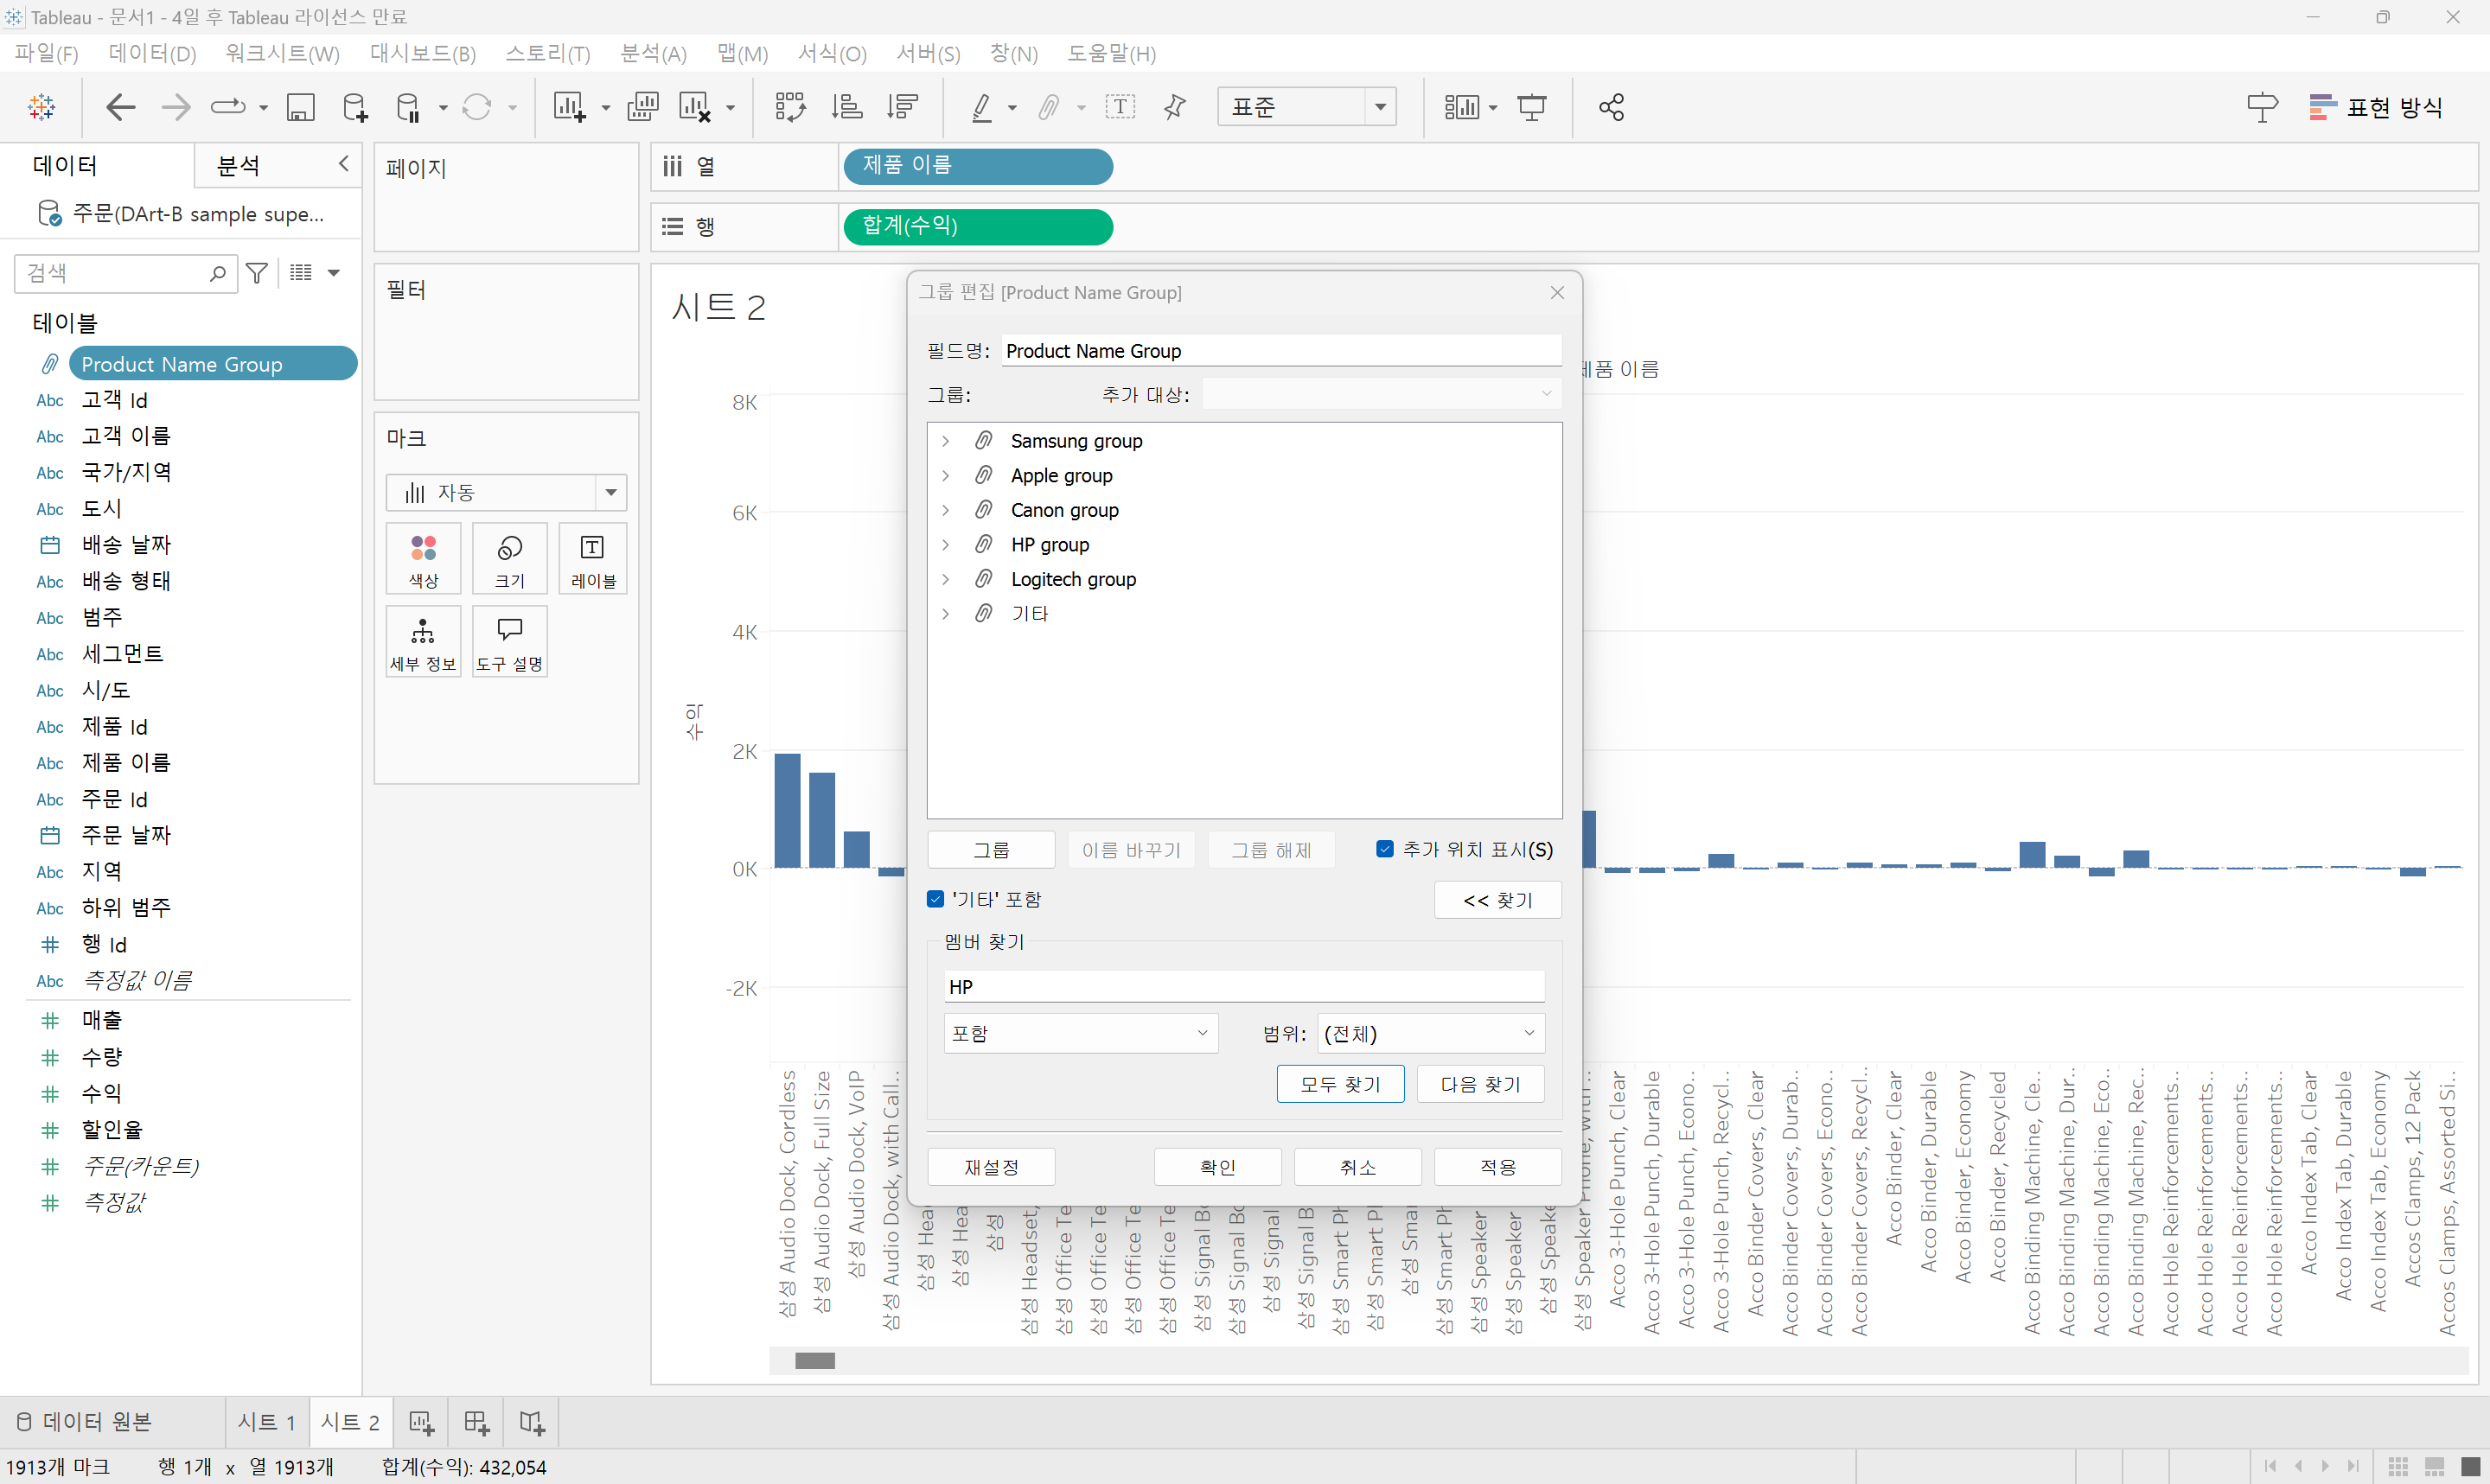 Tableau - 문서1 - 4일 후 Tableau 라이선스 만료
파일(F) 데이터(D) 워크시트(W) 대시보드(B) 스토리(T) 분석(A) 맵(M) 서식(O) 서버(S) 창(N) 도움말(H)
표준
표현 방식
데이터 분석
주문(DArt-B sample supe...
검색
테이블
Product Name Group
Abc 고객 Id
Abc 고객 이름
Abc 국가/지역
Abc 도시
배송 날짜
Abc 배송 형태
Abc 범주
Abc 세그먼트
Abc 시/도
Abc 제품 Id
Abc 제품 이름
Abc 주문 Id
주문 날짜
Abc 지역
Abc 하위 범주
# 행 Id
Abc 측정값 이름
# 매출
# 수량
# 수익
# 할인율
# 주문(카운트)
# 측정값
페이지
필터
마크
자동
색상 크기 레이블
세부 정보 도구 설명
열 제품 이름
행 합계(수익)
시트 2
제품 이름
수익
8K
6K
4K
2K
0K
-2K
그룹 편집 [Product Name Group]
필드명: Product Name Group
그룹: 추가 대상:
Samsung group
Apple group
Canon group
HP group
Logitech group
기타
그룹 이름 바꾸기 그룹 해제 추가 위치 표시(S)
'기타' 포함 << 찾기
멤버 찾기
HP
포함 범위: (전체)
모두 찾기 다음 찾기
재설정 확인 취소 적용
삼성 Audio Dock, Cordless
삼성 Audio Dock, Full Size
삼성 Audio Dock, VoIP
삼성 Audio Dock, with Call..
삼성 Hea
삼성 Hea
삼성
삼성 Headset,
삼성 Office Te
삼성 Office Te
삼성 Office Te
삼성 Office Te
삼성 Signal Bo
삼성 Signal Bo
삼성 Signal
삼성 Signal B
삼성 Smart Ph
삼성 Smart Pl
삼성 Smar
삼성 Smart Ph
삼성 Speaker
삼성 Speaker
삼성 Speake
삼성 Speaker Phone, with ..
Acco 3-Hole Punch, Clear
Acco 3-Hole Punch, Durable
Acco 3-Hole Punch, Econo..
Acco 3-Hole Punch, Recycl..
Acco Binder Covers, Clear
Acco Binder Covers, Durab..
Acco Binder Covers, Econo..
Acco Binder Covers, Recycl..
Acco Binder, Clear
Acco Binder, Durable
Acco Binder, Economy
Acco Binder, Recycled
Acco Binding Machine, Cle..
Acco Binding Machine, Dur..
Acco Binding Machine, Eco..
Acco Binding Machine, Rec..
Acco Hole Reinforcements..
Acco Hole Reinforcements..
Acco Hole Reinforcements..
Acco Hole Reinforcements..
Acco Index Tab, Clear
Acco Index Tab, Durable
Acco Index Tab, Economy
Accos Clamps, 12 Pack
Accos Clamps, Assorted Si..
데이터 원본 시트 1 시트 2
1913개 마크 행 1개 x 열 1913개 합계(수익): 432,054